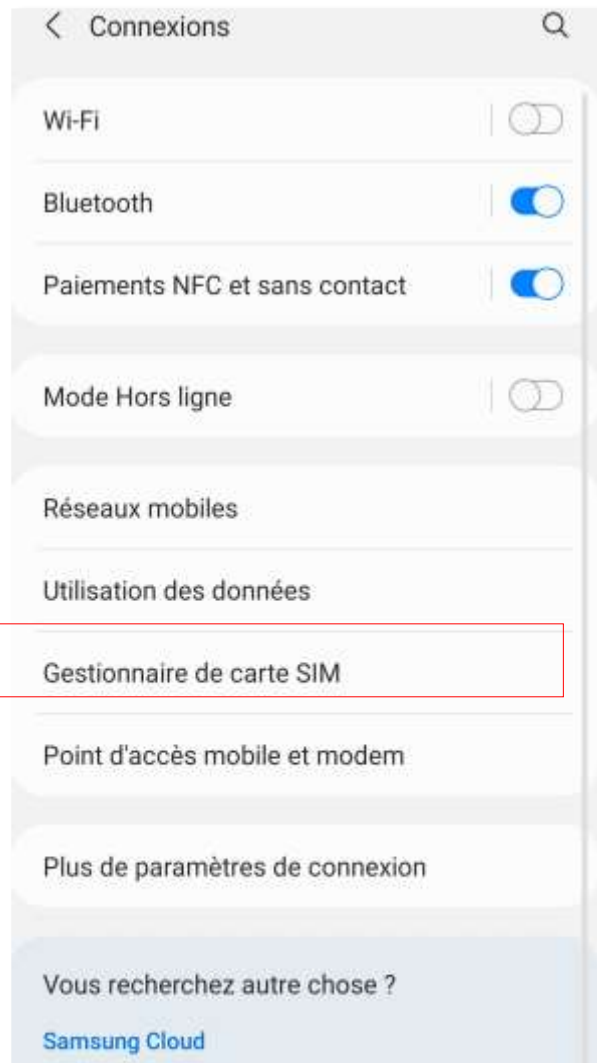 Connexions
Wi-Fi
Bluetooth
Paiements NFC et sans contact
Mode Hors ligne
Réseaux mobiles
Utilisation des données
Gestionnaire de carte SIM
Point d'accès mobile et modem
Plus de paramètres de connexion
Vous recherchez autre chose ?
Samsung Cloud